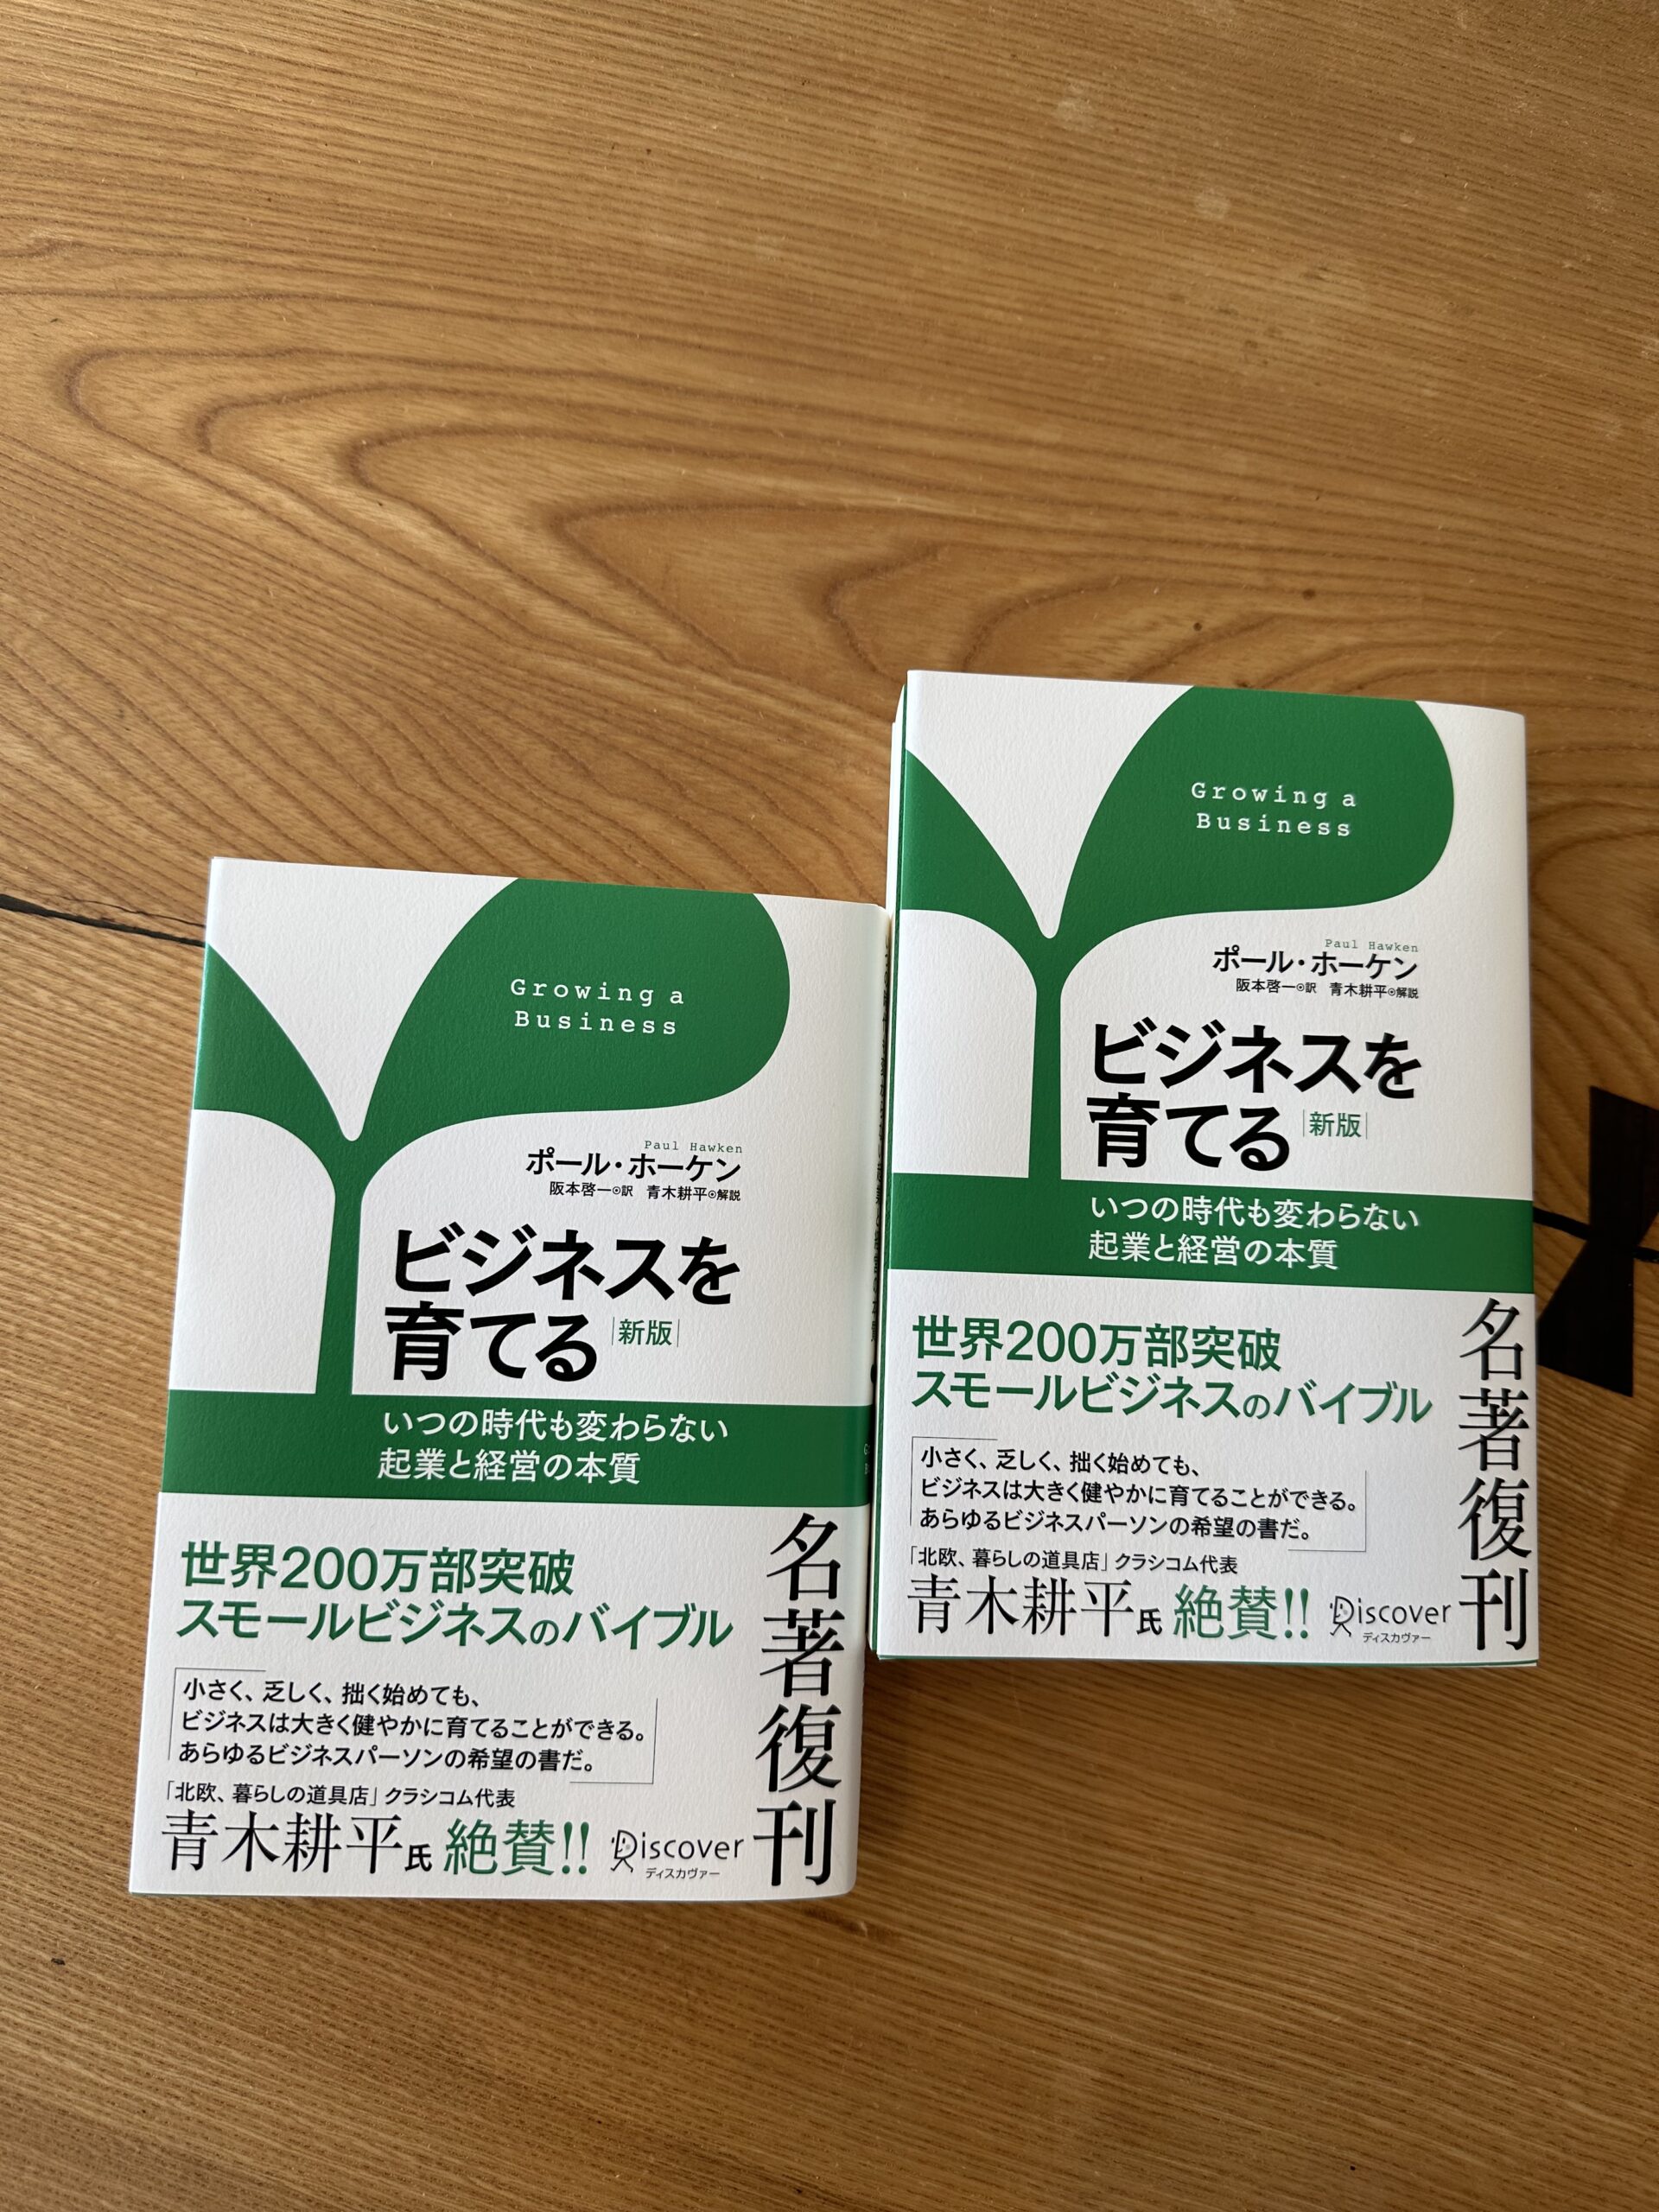 Growing a
Business
Paul Hawken
ポール・ホーケン
阪本啓一◉訳 青木耕平◉解説
ビジネスを
育てる 新版
いつの時代も変わらない
起業と経営の本質
世界200万部突破
スモールビジネスのバイブル
小さく、乏しく、拙く始めても、
ビジネスは大きく健やかに育てることができる。
あらゆるビジネスパーソンの希望の書だ。
「北欧、暮らしの道具店」クラシコム代表
青木耕平氏 絶賛!!
Discover
ディスカヴァー
名著復刊
Growing a
Business
Paul Hawken
ポール・ホーケン
阪本啓一◉訳 青木耕平◉解説
ビジネスを
育てる 新版
いつの時代も変わらない
起業と経営の本質
世界200万部突破
スモールビジネスのバイブル
小さく、乏しく、拙く始めても、
ビジネスは大きく健やかに育てることができる。
あらゆるビジネスパーソンの希望の書だ。
「北欧、暮らしの道具店」クラシコム代表
青木耕平氏 絶賛!!
Discover
ディスカヴァー
名著復刊